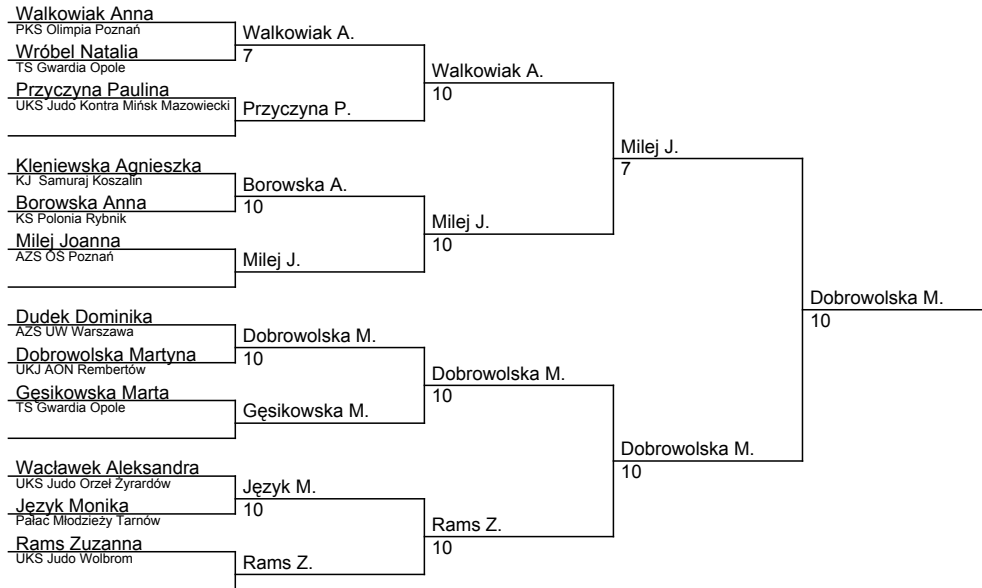 Walkowiak Anna
PKS Olimpia Poznań
Wróbel Natalia
TS Gwardia Opole
Przyczyna Paulina
UKS Judo Kontra Mińsk Mazowiecki
Kleniewska Agnieszka
KJ Samuraj Koszalin
Borowska Anna
KS Polonia Rybnik
Milej Joanna
AZS OŚ Poznań
Dudek Dominika
AZS UW Warszawa
Dobrowolska Martyna
UKJ AON Rembertów
Gęsikowska Marta
TS Gwardia Opole
Wacławek Aleksandra
UKS Judo Orzeł Żyrardów
Język Monika
Pałac Młodzieży Tarnów
Rams Zuzanna
UKS Judo Wolbrom
Walkowiak A.
7
Przyczyna P.
Borowska A.
10
Milej J.
Dobrowolska M.
10
Gęsikowska M.
Język M.
10
Rams Z.
Walkowiak A.
10
Milej J.
10
Dobrowolska M.
10
Rams Z.
10
Milej J.
7
Dobrowolska M.
10
Dobrowolska M.
10